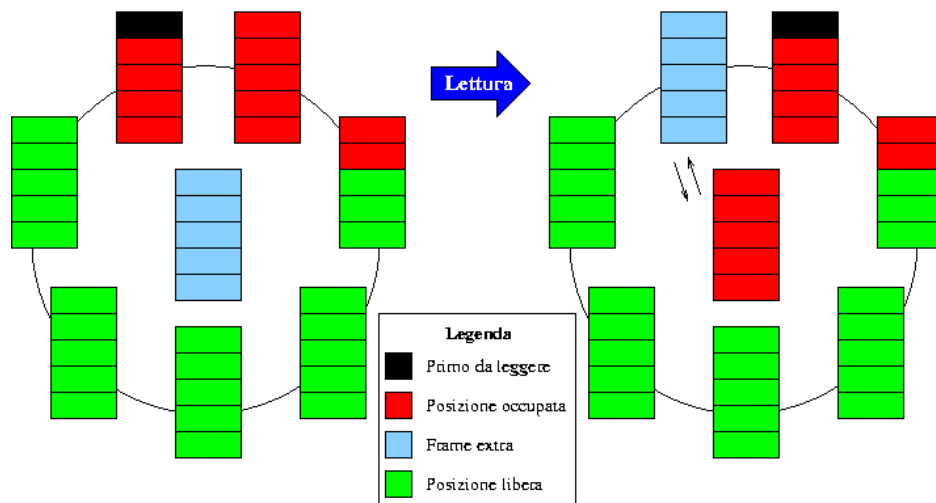 Lettura
Legenda
Primo da leggere
Posizione occupata
Frame extra
Posizione libera